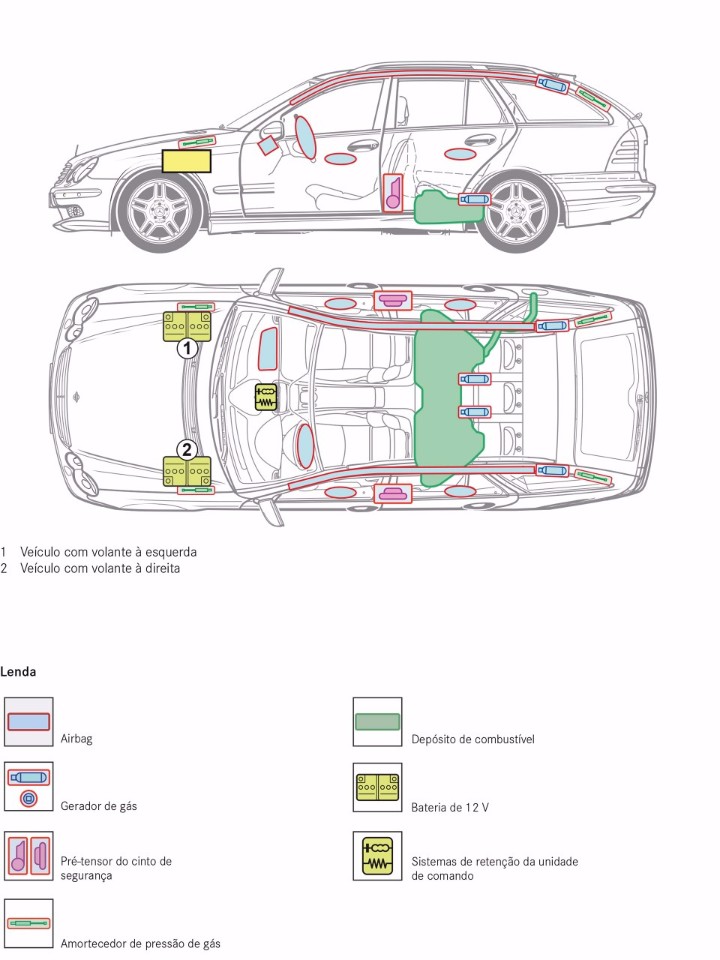 1
2
1 Veículo com volante à esquerda
2 Veículo com volante à direita
Lenda
Airbag
Depósito de combustível
Gerador de gás
Bateria de 12 V
Pré-tensor do cinto de
segurança
Sistemas de retenção da unidade
de comando
Amortecedor de pressão de gás